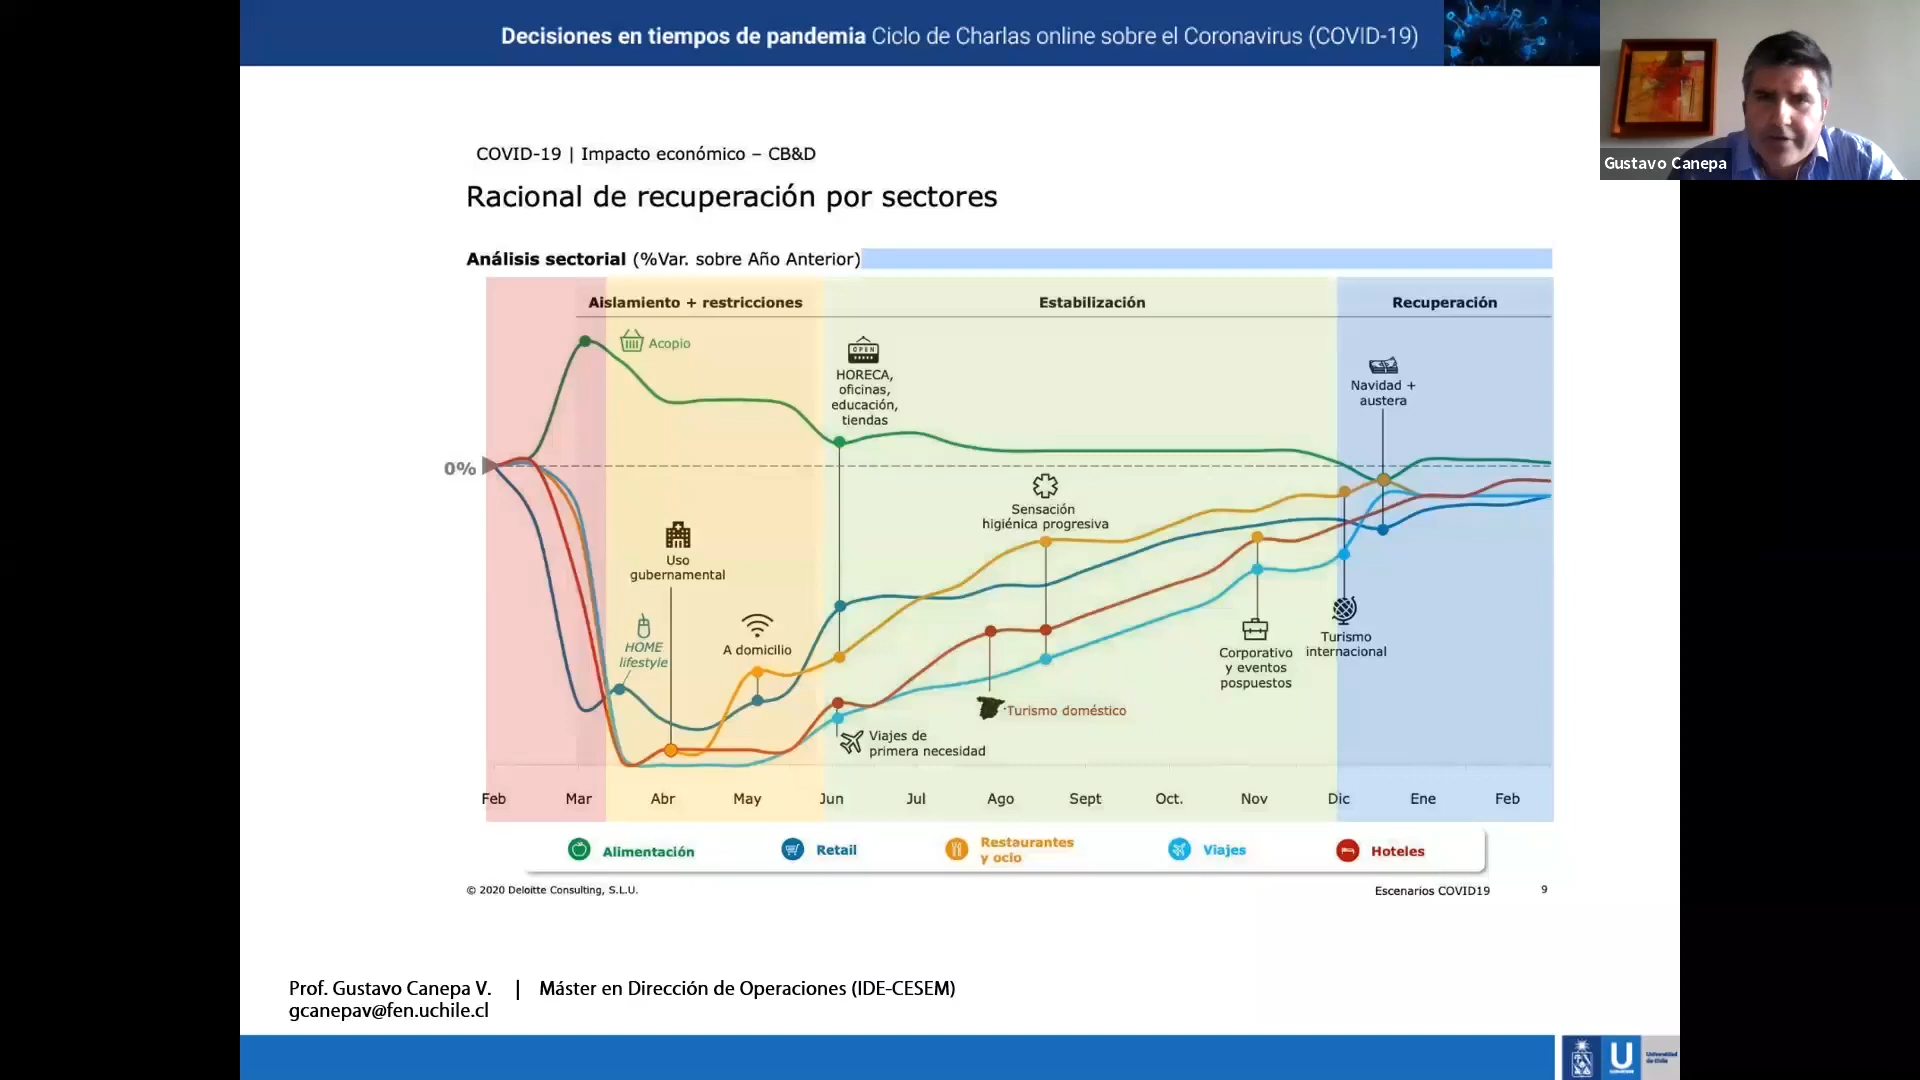 Decisiones en tiempos de pandemia Ciclo de Charlas online sobre el Coronavirus (COVID-19)
Gustavo Canepa
COVID-19 | Impacto económico – CB&D
Racional de recuperación por sectores
Análisis sectorial (%Var. sobre Año Anterior)
Aislamiento + restricciones
Estabilización
Recuperación
Acopio
OPEN
HORECA,
oficinas,
educación,
tiendas
Navidad +
austera
0%
Sensación
higiénica progresiva
Uso
gubernamental
HOME
lifestyle
A domicilio
Turismo
internacional
Corporativo
y eventos
pospuestos
Turismo doméstico
Viajes de
primera necesidad
Feb Mar Abr May Jun Jul Ago Sept Oct. Nov Dic Ene Feb
Alimentación
Retail
Restaurantes
y ocio
Viajes
Hoteles
© 2020 Deloitte Consulting, S.L.U.
Escenarios COVID19 9
Prof. Gustavo Canepa V. | Máster en Dirección de Operaciones (IDE-CESEM)
gcanepav@fen.uchile.cl
U
Universidad
de Chile